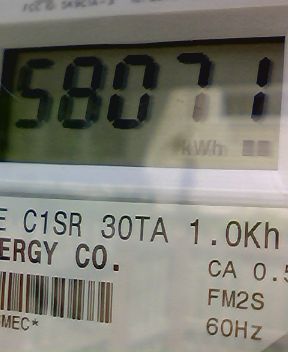 58071
kWh
E C1SR 30TA 1.0Kh
ERGY CO.
CA 0.5
FM2S
MEC*
60Hz